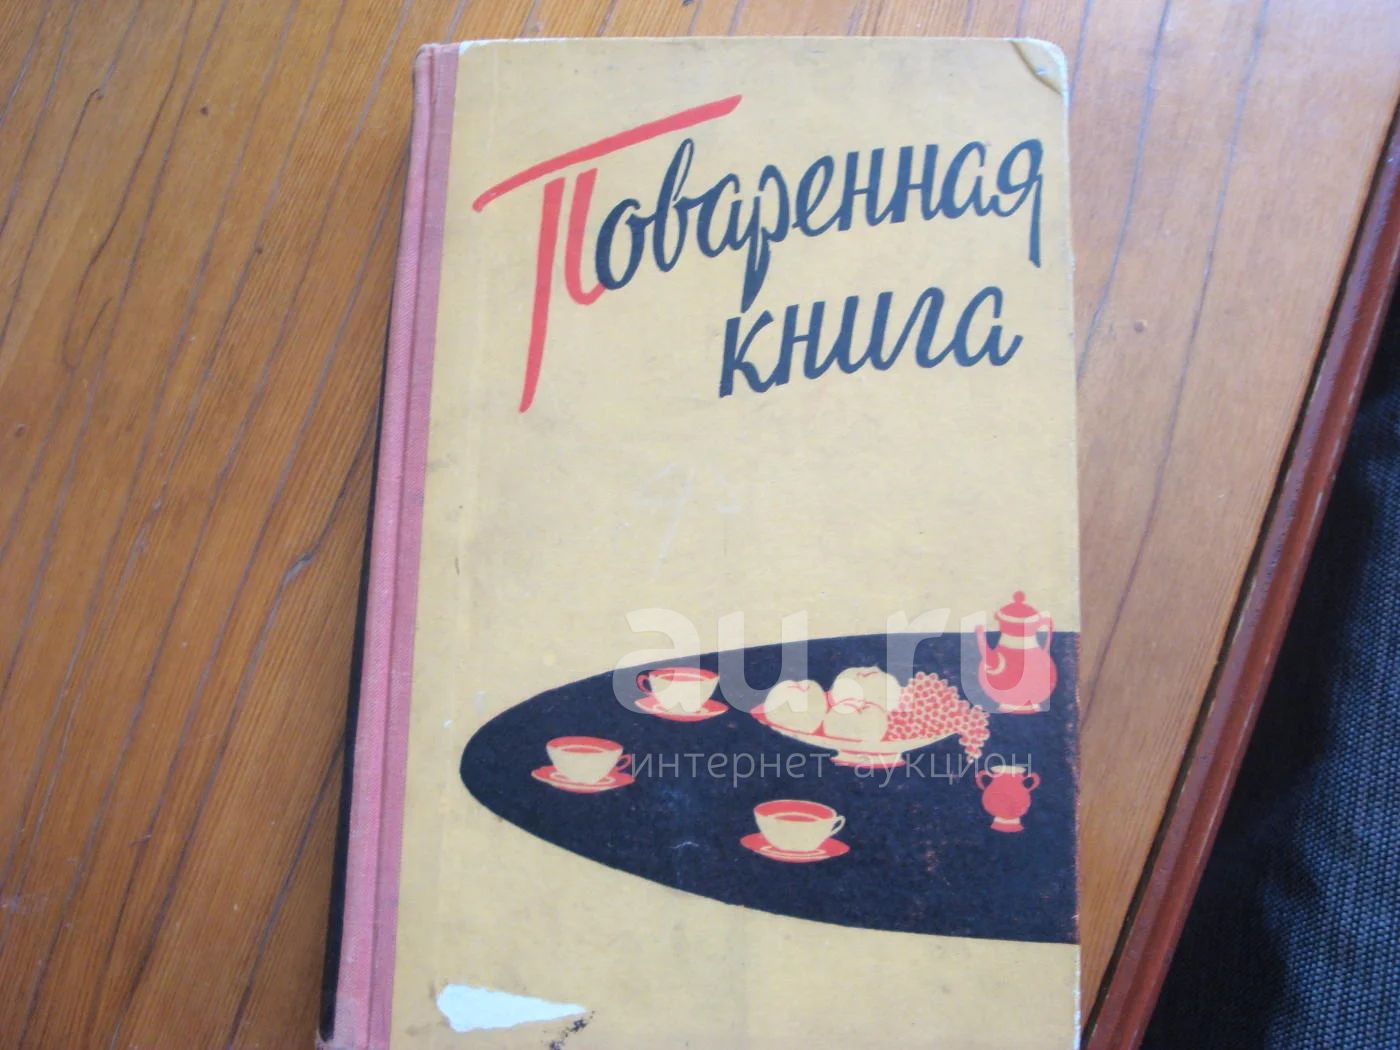 Поваренная
книга
au.ru
интернет-аукцион